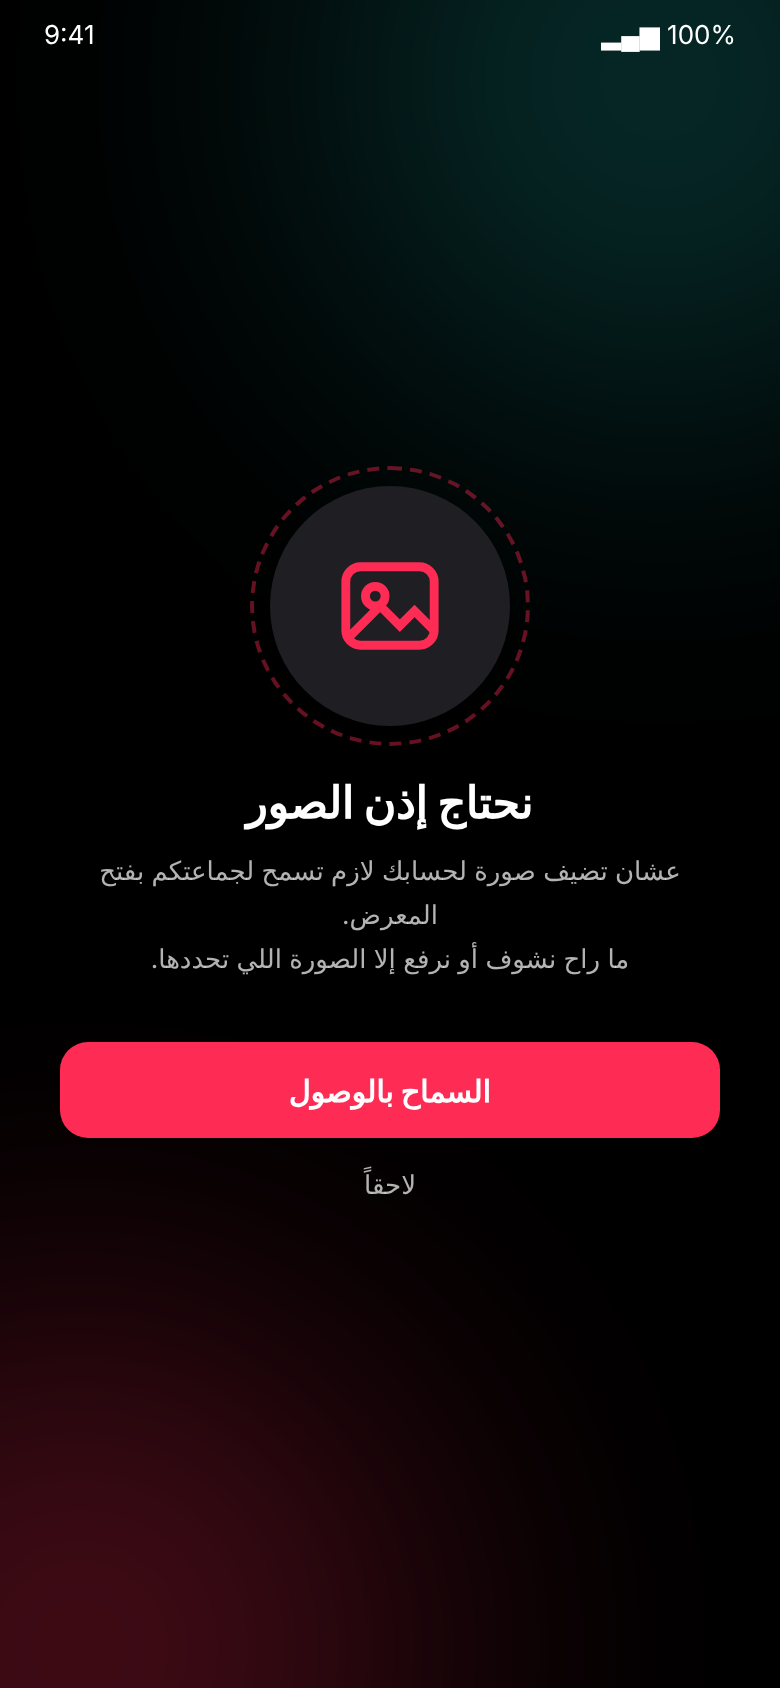 9:41
100%
نحتاج إذن الصور
عشان تضيف صورة لحسابك لازم تسمح لجماعتكم بفتح
المعرض.
ما راح نشوف أو نرفع إلا الصورة اللي تحددها.
السماح بالوصول
لاحقاً